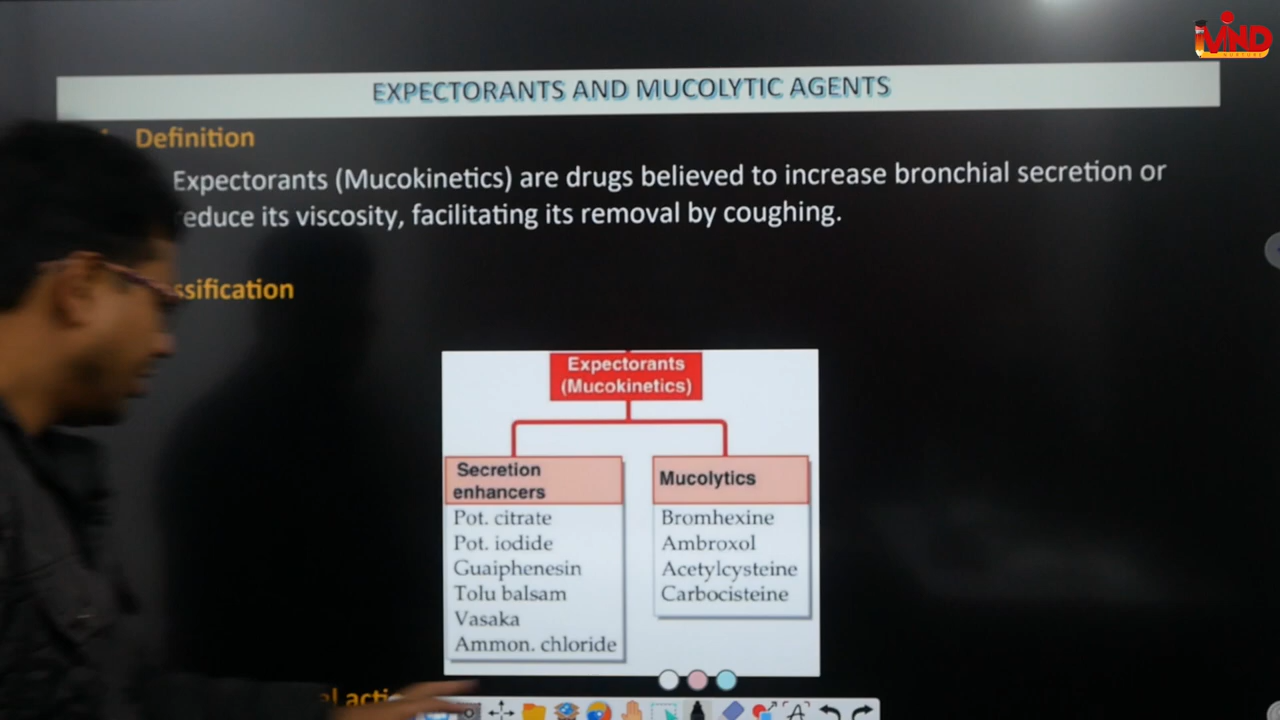 iMIND
EXPECTORANTS AND MUCOLYTIC AGENTS
Definition
Expectorants (Mucokinetics) are drugs believed to increase bronchial secretion or
reduce its viscosity, facilitating its removal by coughing.
ssification
Expectorants
(Mucokinetics)
Secretion
enhancers
Pot. citrate
Pot. iodide
Guaiphenesin
Tolu balsam
Vasaka
Ammon. chloride
Mucolytics
Bromhexine
Ambroxol
Acetylcysteine
Carbocisteine